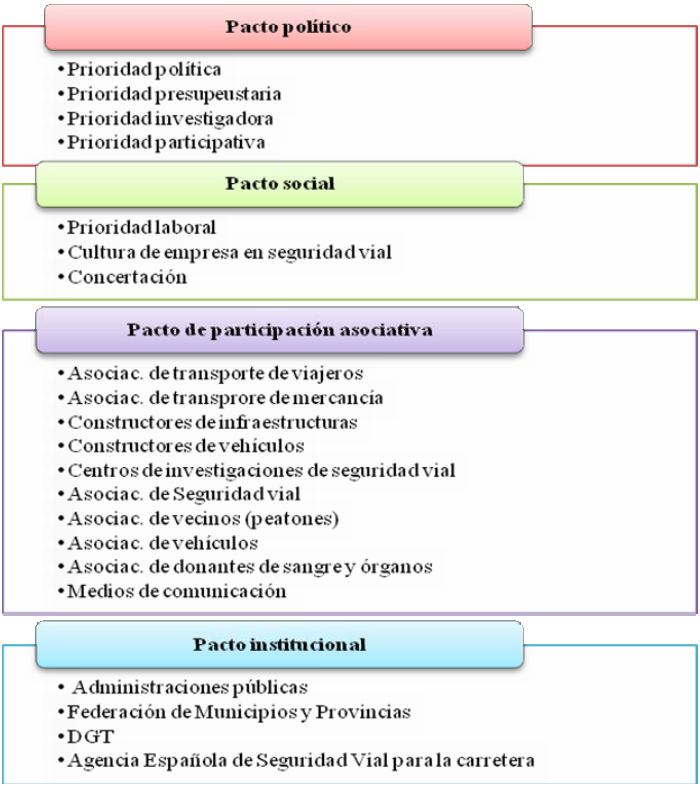 Pacto político
• Prioridad política
• Prioridad presupeustaria
• Prioridad investigadora
• Prioridad participativa
Pacto social
• Prioridad laboral
• Cultura de empresa en seguridad vial
• Concertación
Pacto de participación asociativa
• Asociac. de transporte de viajeros
• Asociac. de transprore de mercancía
• Constructores de infraestructuras
• Constructores de vehículos
• Centros de investigaciones de seguridad vial
• Asociac. de Seguridad vial
• Asociac. de vecinos (peatones)
• Asociac. de vehículos
• Asociac. de donantes de sangre y órganos
• Medios de comunicación
Pacto institucional
• Administraciones públicas
• Federación de Municipios y Provincias
• DGT
• Agencia Española de Seguridad Vial para la carretera